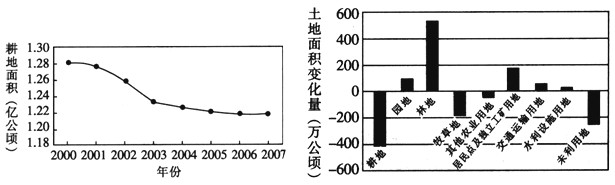 耕地面积（亿公顷）
1.30
1.28
1.26
1.24
1.22
1.20
1.18
2000 2001 2002 2003 2004 2005 2006 2007
年份
土地面积变化量（万公顷）
600
400
200
0
-200
-400
-600
耕地
园地
林地
牧草地
其他农业用地
居民点及独立工矿用地
交通运输用地
水利设施用地
未利用地